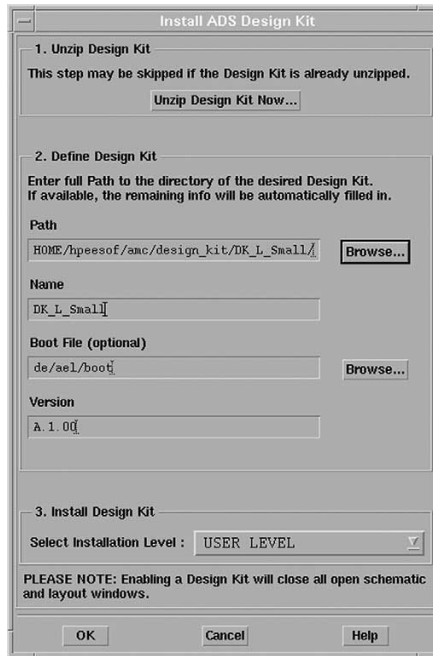 Install ADS Design Kit
1. Unzip Design Kit
This step may be skipped if the Design Kit is already unzipped.
Unzip Design Kit Now...
2. Define Design Kit
Enter full Path to the directory of the desired Design Kit.
If available, the remaining info will be automatically filled in.
Path
HOME/hpeesof/amc/design_kit/DK_L_Small/
Browse...
Name
DK_L_Small
Boot File (optional)
de/ael/boot
Browse...
Version
A.1.00
3. Install Design Kit
Select Installation Level : USER LEVEL
PLEASE NOTE: Enabling a Design Kit will close all open schematic
and layout windows.
OK Cancel Help